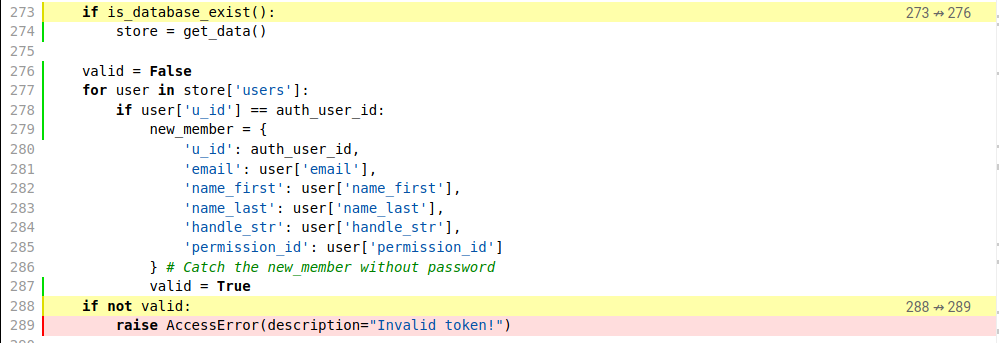 273 if is_database_exist(): 273 ↛ 276
274 store = get_data()
275
276 valid = False
277 for user in store['users']:
278 if user['u_id'] == auth_user_id:
279 new_member = {
280 'u_id': auth_user_id,
281 'email': user['email'],
282 'name_first': user['name_first'],
283 'name_last': user['name_last'],
284 'handle_str': user['handle_str'],
285 'permission_id': user['permission_id']
286 } # Catch the new_member without password
287 valid = True
288 if not valid: 288 ↛ 289
289 raise AccessError(description="Invalid token!")